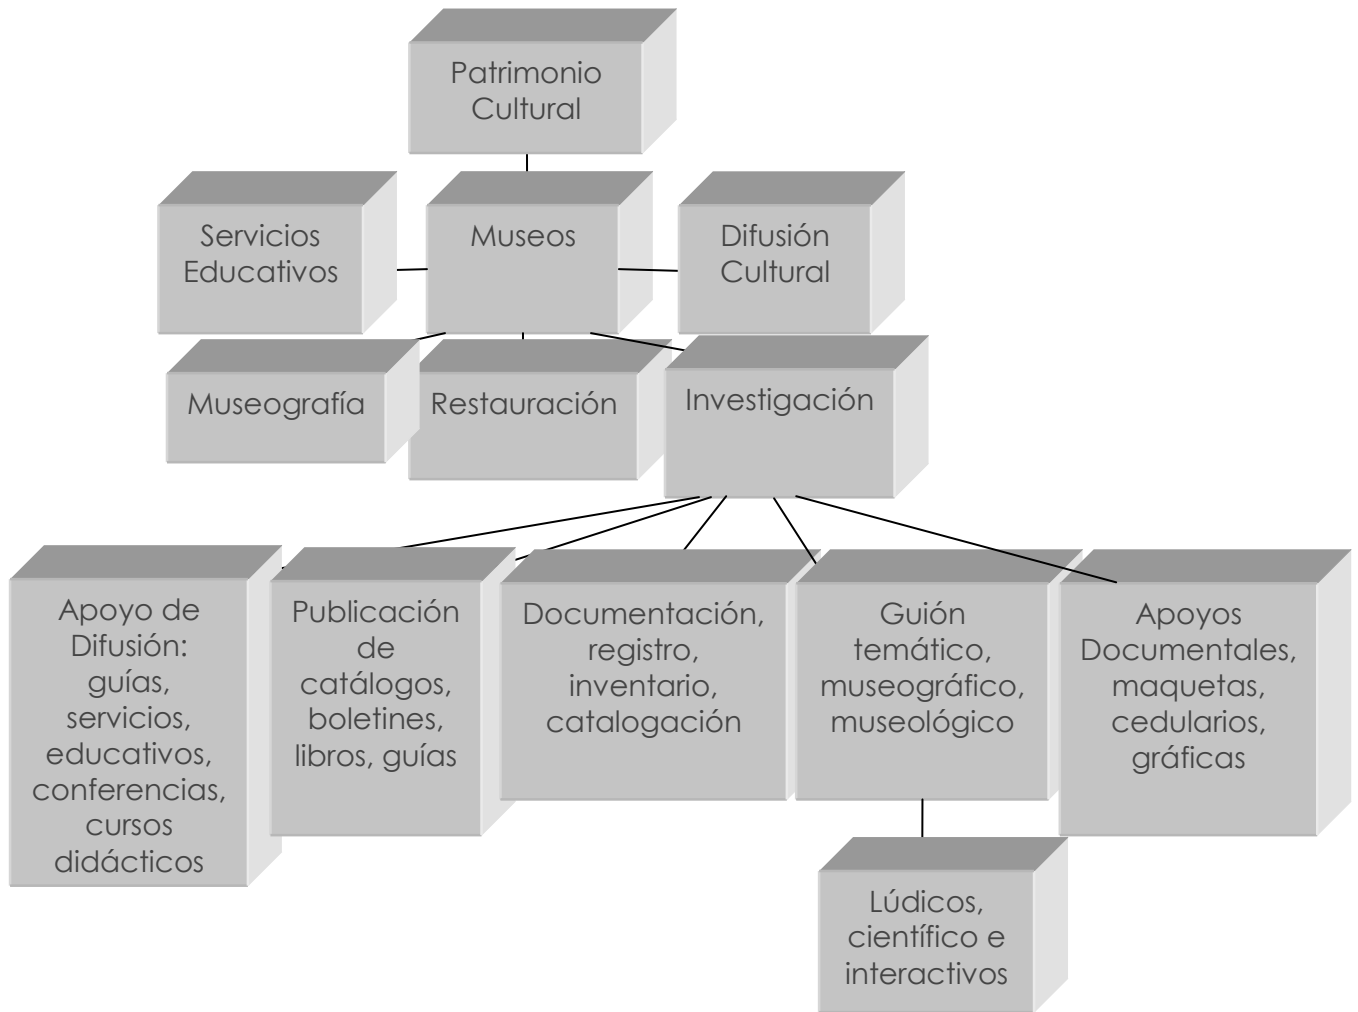 Patrimonio
Cultural
Servicios
Educativos
Museos
Difusión
Cultural
Museografía
Restauración
Investigación
Apoyo de
Difusión:
guías,
servicios,
educativos,
conferencias,
cursos
didácticos
Publicación
de
catálogos,
boletines,
libros, guías
Documentación,
registro,
inventario,
catalogación
Guión
temático,
museográfico,
museológico
Apoyos
Documentales,
maquetas,
cedularios,
gráficas
Lúdicos,
científico e
interactivos